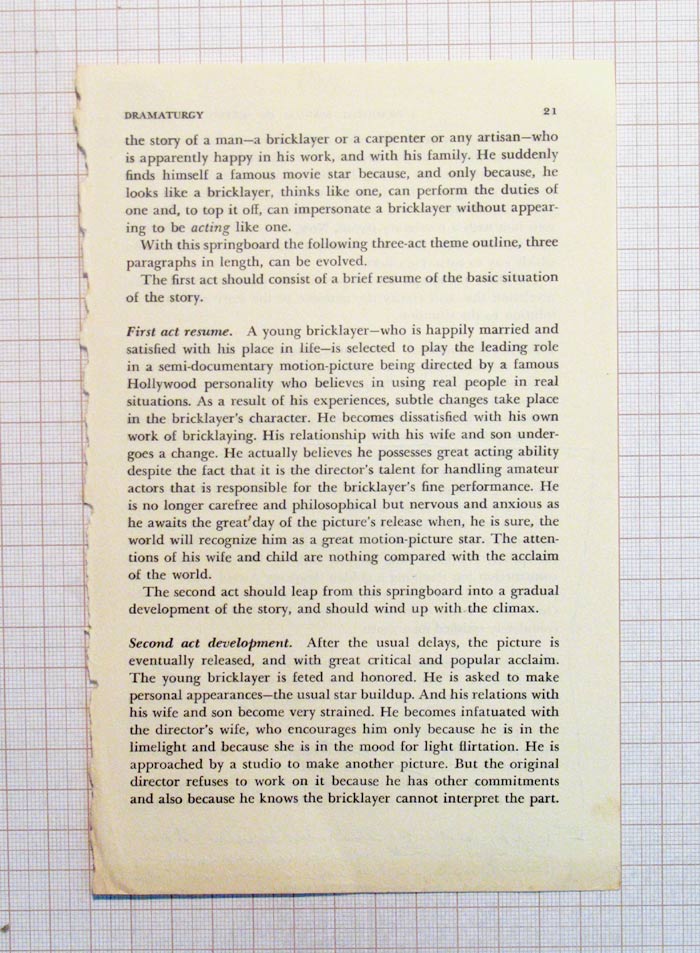 DRAMATURGY 21
the story of a man—a bricklayer or a carpenter or any artisan—who
is apparently happy in his work, and with his family. He suddenly
finds himself a famous movie star because, and only because, he
looks like a bricklayer, thinks like one, can perform the duties of
one and, to top it off, can impersonate a bricklayer without appear-
ing to be acting like one.
With this springboard the following three-act theme outline, three
paragraphs in length, can be evolved.
The first act should consist of a brief resume of the basic situation
of the story.
First act resume. A young bricklayer—who is happily married and
satisfied with his place in life—is selected to play the leading role
in a semi-documentary motion-picture being directed by a famous
Hollywood personality who believes in using real people in real
situations. As a result of his experiences, subtle changes take place
in the bricklayer's character. He becomes dissatisfied with his own
work of bricklaying. His relationship with his wife and son under-
goes a change. He actually believes he possesses great acting ability
despite the fact that it is the director's talent for handling amateur
actors that is responsible for the bricklayer's fine performance. He
is no longer carefree and philosophical but nervous and anxious as
he awaits the great day of the picture's release when, he is sure, the
world will recognize him as a great motion-picture star. The atten-
tions of his wife and child are nothing compared with the acclaim
of the world.
The second act should leap from this springboard into a gradual
development of the story, and should wind up with the climax.
Second act development. After the usual delays, the picture is
eventually released, and with great critical and popular acclaim.
The young bricklayer is feted and honored. He is asked to make
personal appearances—the usual star buildup. And his relations with
his wife and son become very strained. He becomes infatuated with
the director's wife, who encourages him only because he is in the
limelight and because she is in the mood for light flirtation. He is
approached by a studio to make another picture. But the original
director refuses to work on it because he has other commitments
and also because he knows the bricklayer cannot interpret the part.